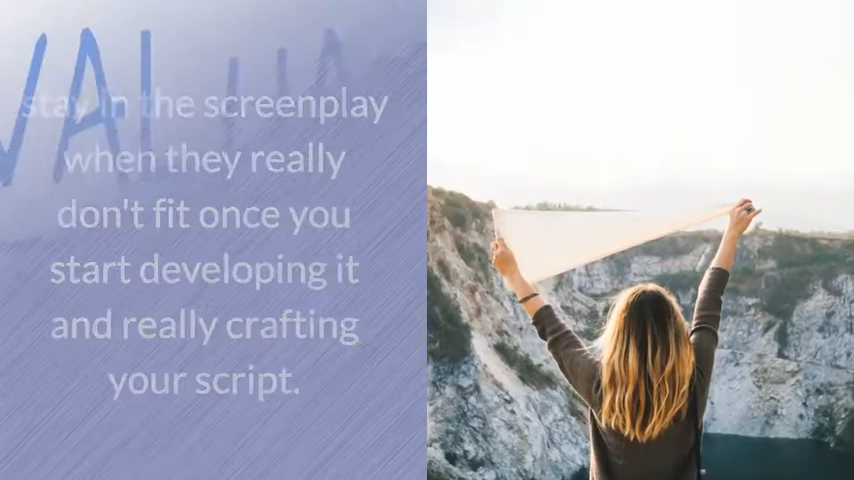 VAL
stay in the screenplay
when they really
don't fit once you
start developing it
and really crafting
your script.